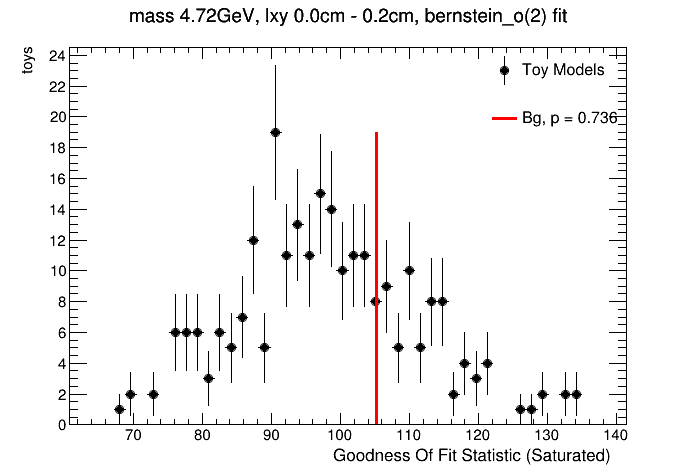 mass 4.72GeV, lxy 0.0cm - 0.2cm, bernstein_o(2) fit
toys
24
22
20
18
16
14
12
10
8
6
4
2
0
Toy Models
Bg, p = 0.736
70 80 90 100 110 120 130 140
Goodness Of Fit Statistic (Saturated)